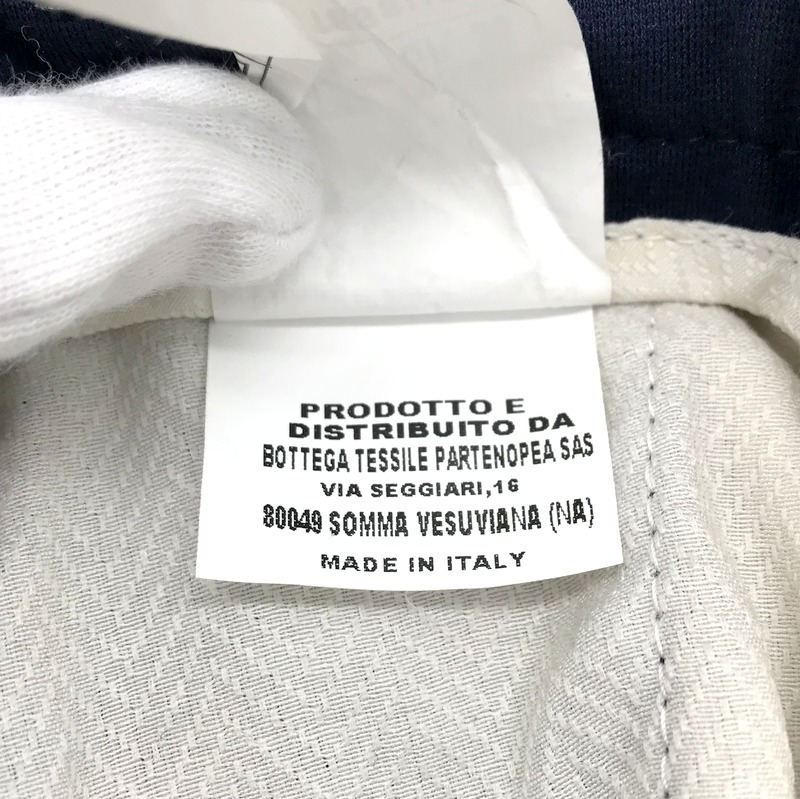 PRODOTTO E
DISTRIBUITO DA
BOTTEGA TESSILE PARTENOPEA SAS
VIA SEGGIARI,16
80049 SOMMA VESUVIANA (NA)
MADE IN ITALY